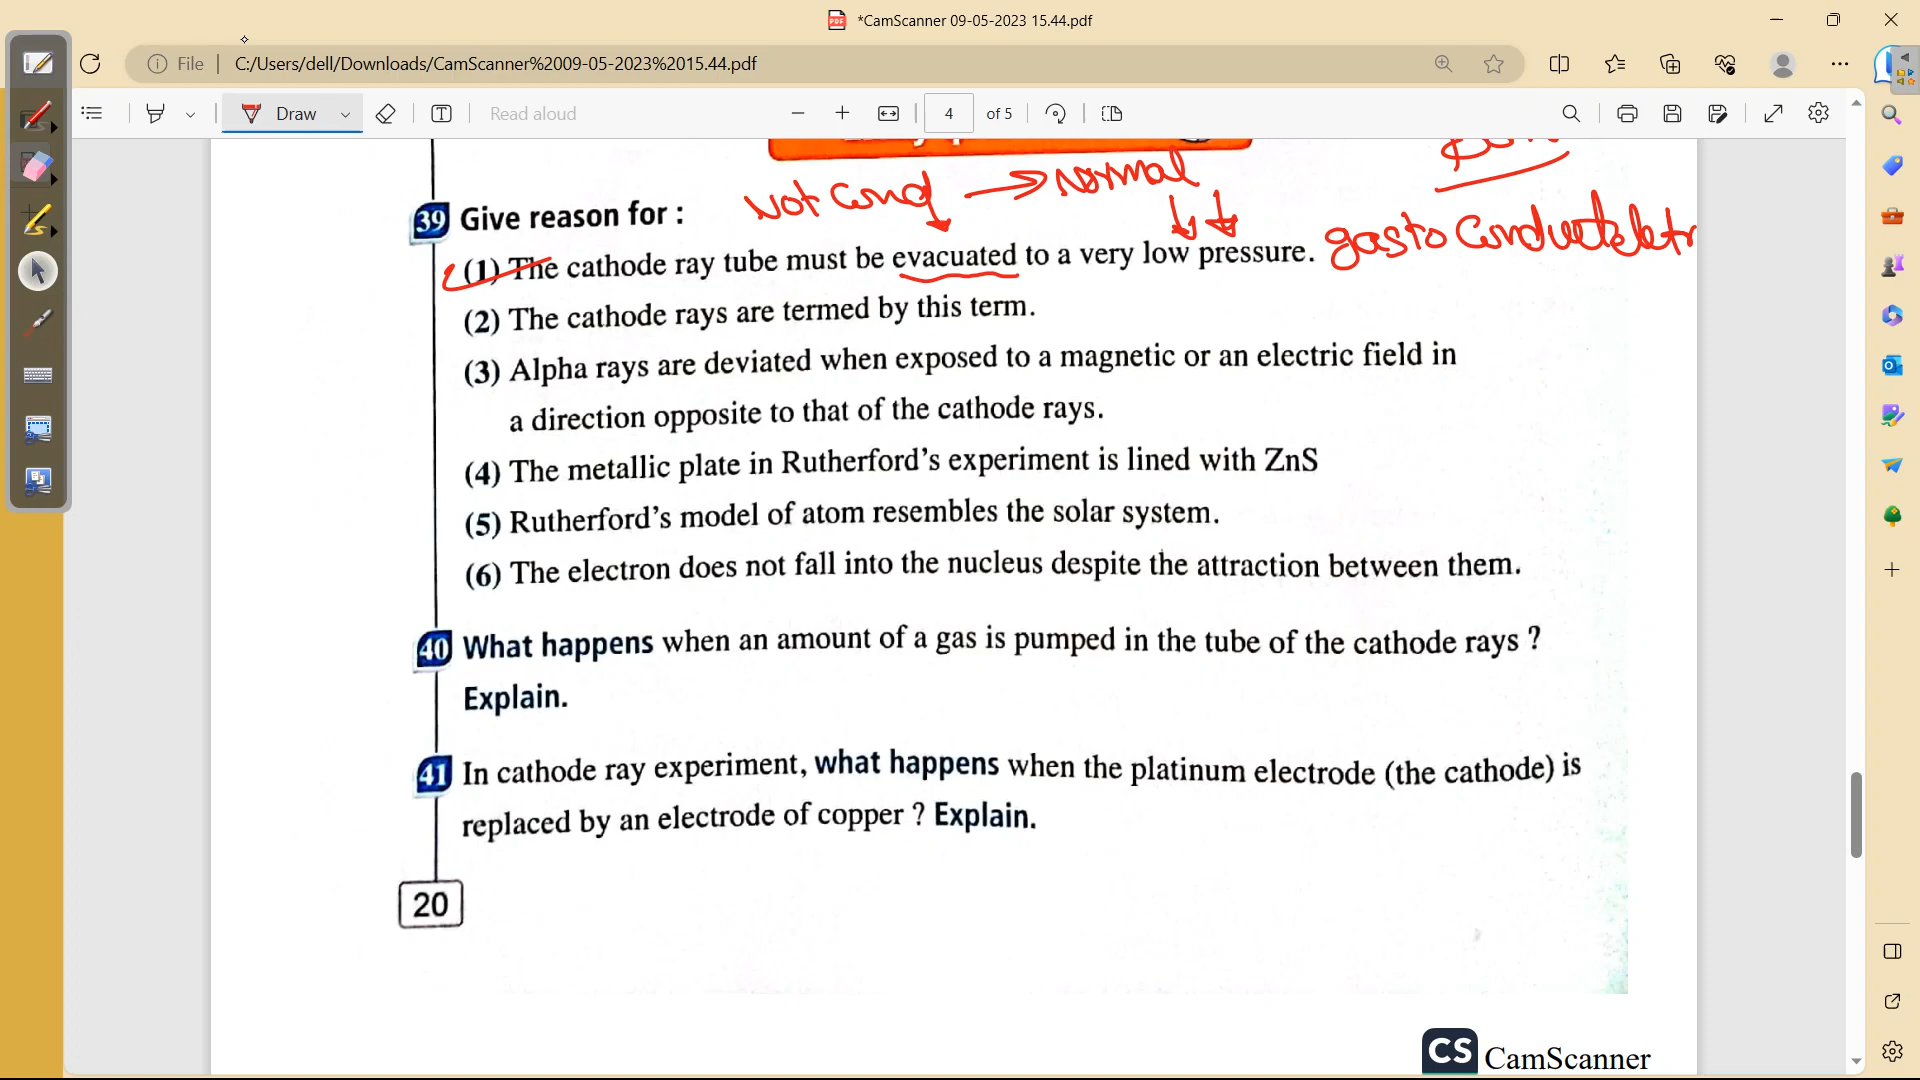 *CamScanner 09-05-2023 15.44.pdf
File C:/Users/dell/Downloads/CamScanner%2009-05-2023%2015.44.pdf
Draw Read aloud 4 of 5
Not Cond → Normal
39 Give reason for :
(1) The cathode ray tube must be evacuated to a very low pressure. gas to Conduct
(2) The cathode rays are termed by this term.
(3) Alpha rays are deviated when exposed to a magnetic or an electric field in
a direction opposite to that of the cathode rays.
(4) The metallic plate in Rutherford's experiment is lined with ZnS
(5) Rutherford's model of atom resembles the solar system.
(6) The electron does not fall into the nucleus despite the attraction between them.
40 What happens when an amount of a gas is pumped in the tube of the cathode rays ?
Explain.
41 In cathode ray experiment, what happens when the platinum electrode (the cathode) is
replaced by an electrode of copper ? Explain.
20
CS CamScanner